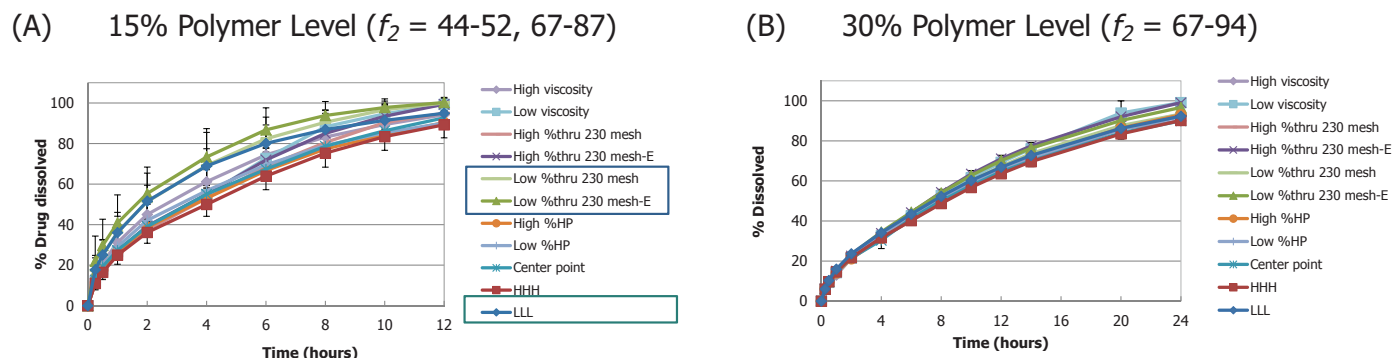 (A) 15% Polymer Level (f2 = 44-52, 67-87)
% Drug dissolved
100
80
60
40
20
0
0 2 4 6 8 10 12
Time (hours)
High viscosity
Low viscosity
High %thru 230 mesh
High %thru 230 mesh-E
Low %thru 230 mesh
Low %thru 230 mesh-E
High %HP
Low %HP
Center point
HHH
LLL
(B) 30% Polymer Level (f2 = 67-94)
% Dissolved
100
80
60
40
20
0
0 4 8 12 16 20 24
Time (hours)
High viscosity
Low viscosity
High %thru 230 mesh
High %thru 230 mesh-E
Low %thru 230 mesh
Low %thru 230 mesh-E
High %HP
Low %HP
Center point
HHH
LLL